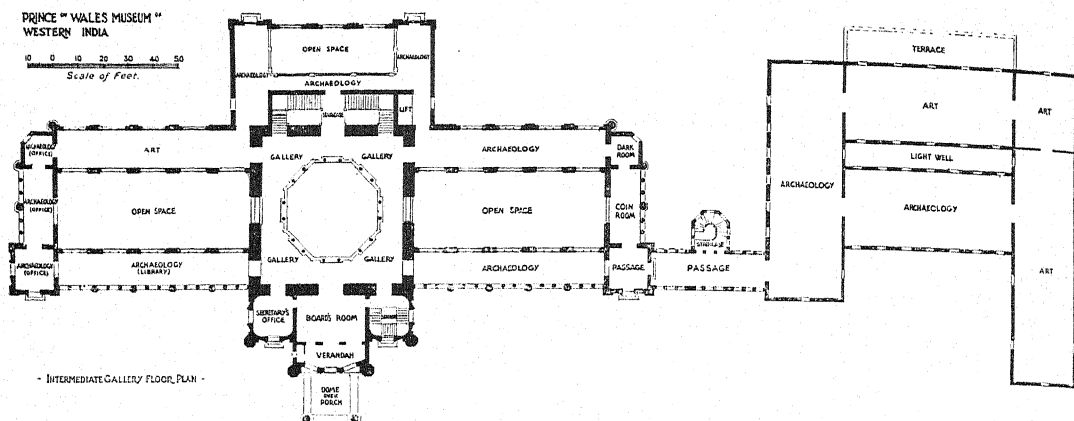 PRINCE OF WALES MUSEUM OF
WESTERN INDIA
10 0 10 20 30 40 50
Scale of Feet.
OPEN SPACE
ARCHAEOLOGY
ARCHAEOLOGY
ARCHAEOLOGY
LIFT
STAIRCASE
ARCHAEOLOGY
(OFFICE)
ART
GALLERY
GALLERY
ARCHAEOLOGY
DARK
ROOM
ARCHAEOLOGY
(OFFICE)
OPEN SPACE
OPEN SPACE
COIN
ROOM
STAIRCASE
ARCHAEOLOGY
(OFFICE)
ARCHAEOLOGY
(LIBRARY)
GALLERY
GALLERY
ARCHAEOLOGY
PASSAGE
PASSAGE
SECRETARY'S
OFFICE
BOARD'S ROOM
VERANDAH
DOME
OVER
PORCH
TERRACE
ART
ART
LIGHT WELL
ARCHAEOLOGY
ARCHAEOLOGY
ART
- INTERMEDIATE GALLERY FLOOR PLAN -